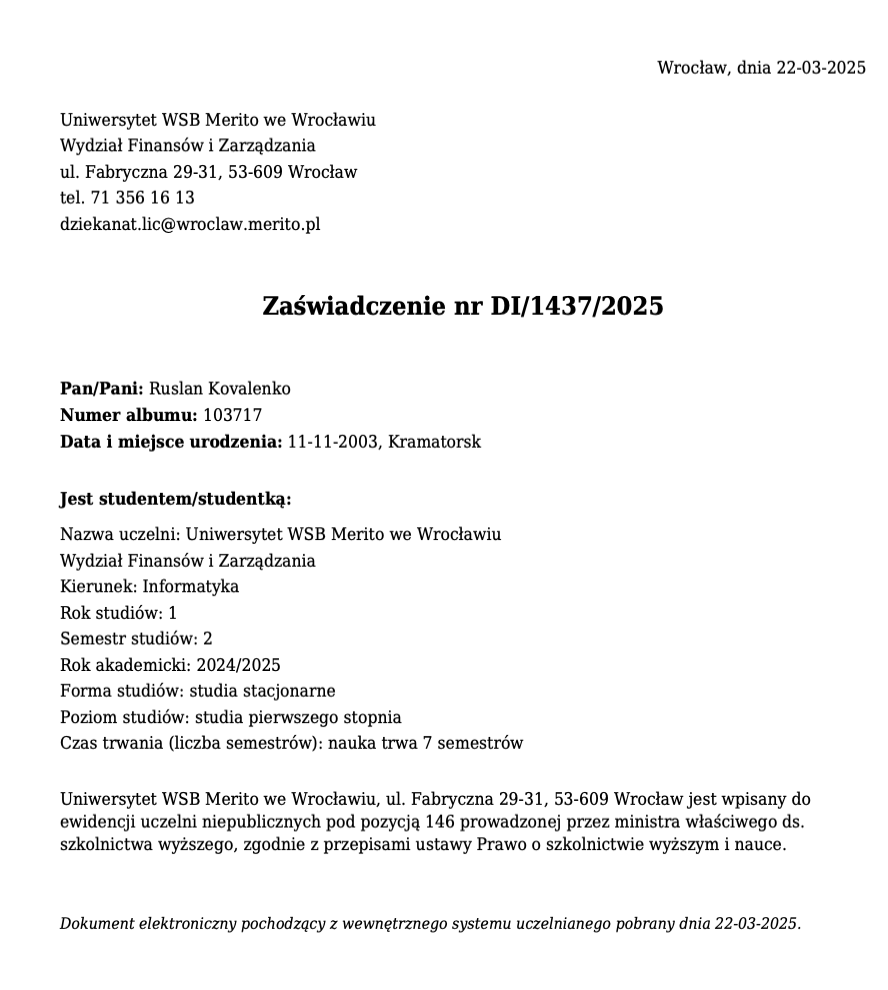 Wrocław, dnia 22-03-2025
Uniwersytet WSB Merito we Wrocławiu
Wydział Finansów i Zarządzania
ul. Fabryczna 29-31, 53-609 Wrocław
tel. 71 356 16 13
dziekanat.lic@wroclaw.merito.pl
Zaświadczenie nr DI/1437/2025
Pan/Pani: Ruslan Kovalenko
Numer albumu: 103717
Data i miejsce urodzenia: 11-11-2003, Kramatorsk
Jest studentem/studentką:
Nazwa uczelni: Uniwersytet WSB Merito we Wrocławiu
Wydział Finansów i Zarządzania
Kierunek: Informatyka
Rok studiów: 1
Semestr studiów: 2
Rok akademicki: 2024/2025
Forma studiów: studia stacjonarne
Poziom studiów: studia pierwszego stopnia
Czas trwania (liczba semestrów): nauka trwa 7 semestrów
Uniwersytet WSB Merito we Wrocławiu, ul. Fabryczna 29-31, 53-609 Wrocław jest wpisany do
ewidencji uczelni niepublicznych pod pozycją 146 prowadzonej przez ministra właściwego ds.
szkolnictwa wyższego, zgodnie z przepisami ustawy Prawo o szkolnictwie wyższym i nauce.
Dokument elektroniczny pochodzący z wewnętrznego systemu uczelnianego pobrany dnia 22-03-2025.